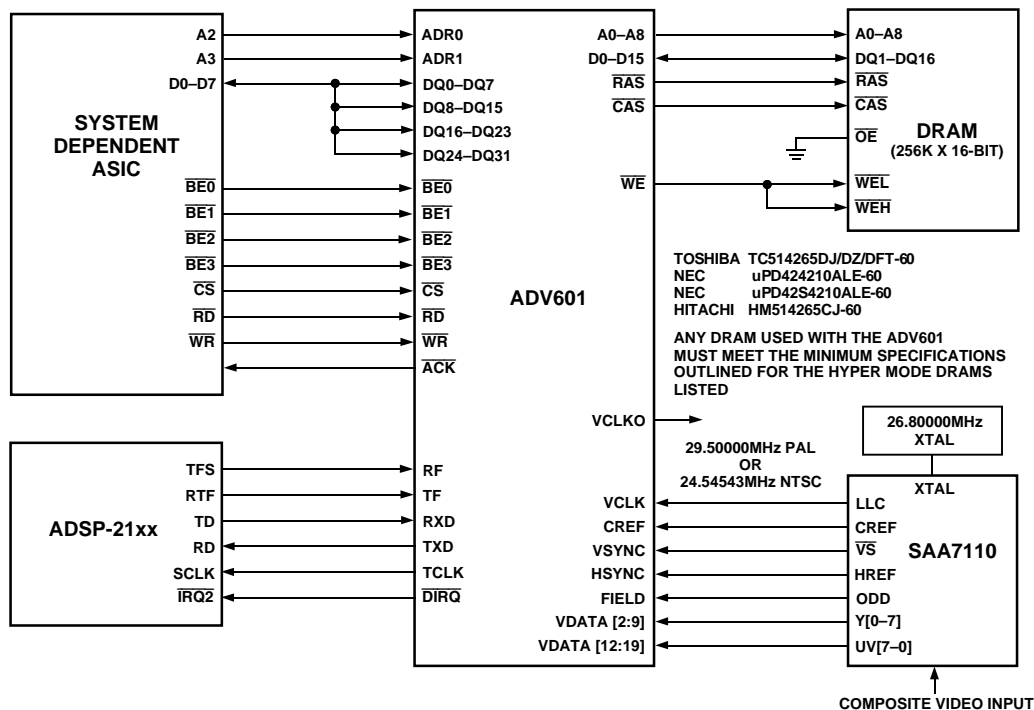 A2
A3
D0–D7
SYSTEM
DEPENDENT
ASIC
BE0
BE1
BE2
BE3
CS
RD
WR
ADR0
ADR1
DQ0–DQ7
DQ8–DQ15
DQ16–DQ23
DQ24–DQ31
BE0
BE1
BE2
BE3
CS
RD
WR
ACK
ADV601
A0–A8
D0–D15
RAS
CAS
WE
A0–A8
DQ1–DQ16
RAS
CAS
OE
WEL
WEH
DRAM
(256K X 16-BIT)
TOSHIBA TC514265DJ/DZ/DFT-60
NEC uPD424210ALE-60
NEC uPD42S4210ALE-60
HITACHI HM514265CJ-60
ANY DRAM USED WITH THE ADV601
MUST MEET THE MINIMUM SPECIFICATIONS
OUTLINED FOR THE HYPER MODE DRAMS
LISTED
VCLKO
29.50000MHz PAL
OR
24.54543MHz NTSC
26.80000MHz
XTAL
ADSP-21xx
TFS
RTF
TD
RD
SCLK
IRQ2
RF
TF
RXD
TXD
TCLK
DIRQ
VCLK
CREF
VSYNC
HSYNC
FIELD
VDATA [2:9]
VDATA [12:19]
XTAL
LLC
CREF
VS
HREF
ODD
Y[0–7]
UV[7–0]
SAA7110
COMPOSITE VIDEO INPUT